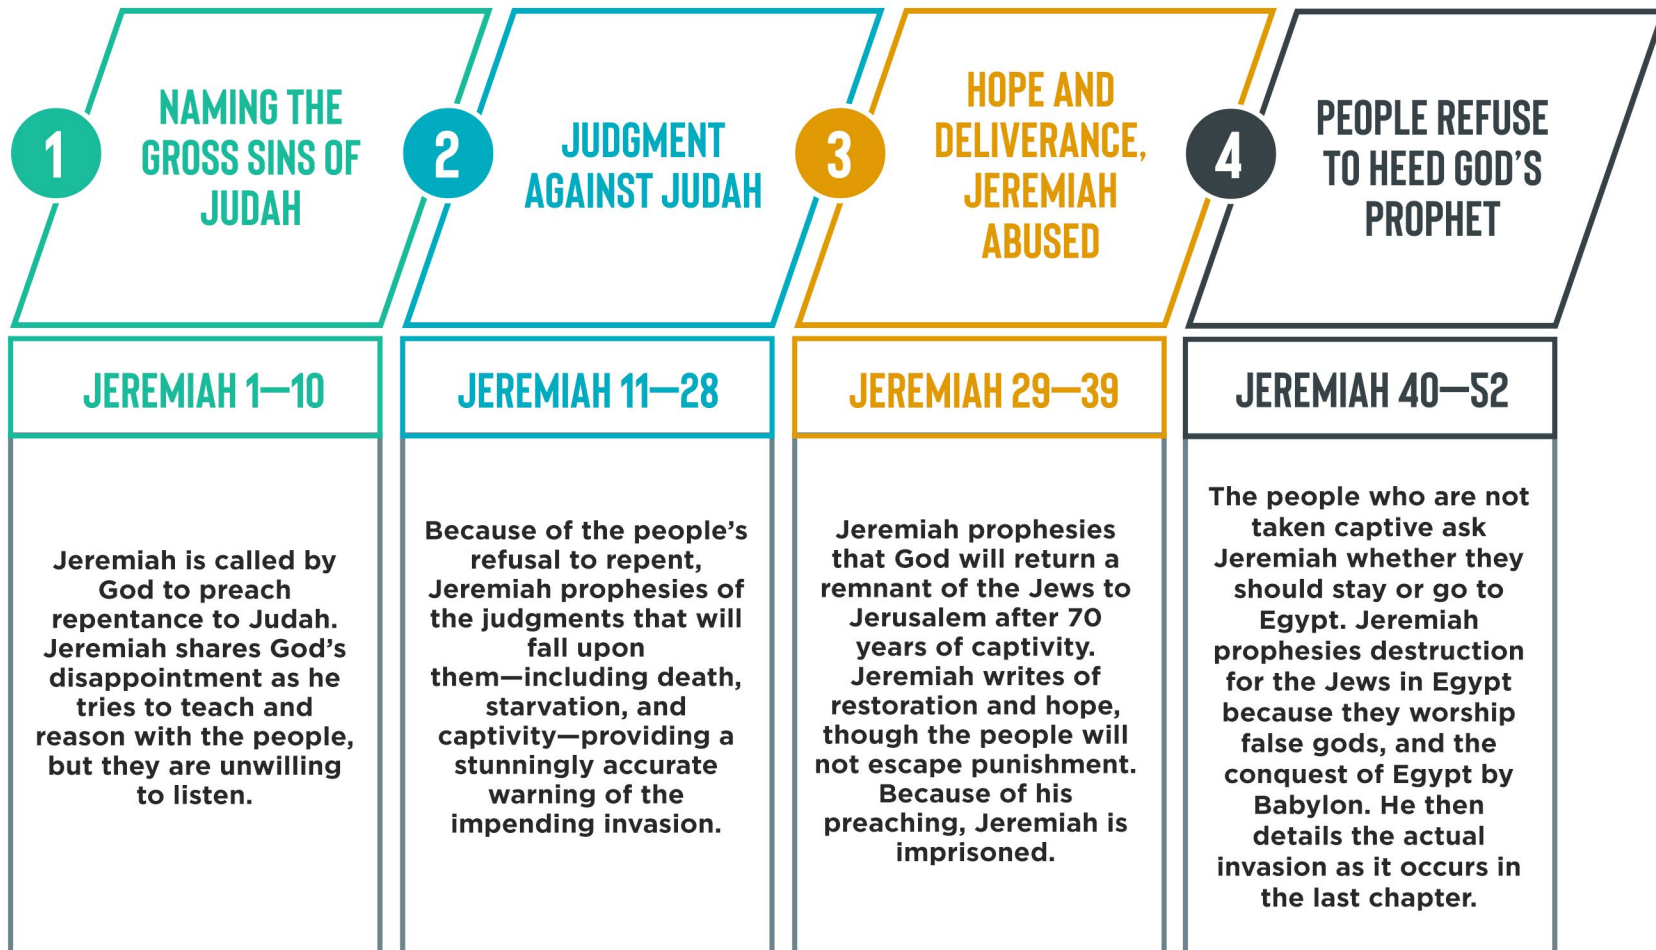 1
NAMING THE
GROSS SINS OF
JUDAH
JEREMIAH 1—10
Jeremiah is called by
God to preach
repentance to Judah.
Jeremiah shares God’s
disappointment as he
tries to teach and
reason with the people,
but they are unwilling
to listen.
2
JUDGMENT
AGAINST JUDAH
JEREMIAH 11—28
Because of the people’s
refusal to repent,
Jeremiah prophesies of
the judgments that will
fall upon
them—including death,
starvation, and
captivity—providing a
stunningly accurate
warning of the
impending invasion.
3
HOPE AND
DELIVERANCE,
JEREMIAH
ABUSED
JEREMIAH 29—39
Jeremiah prophesies
that God will return a
remnant of the Jews to
Jerusalem after 70
years of captivity.
Jeremiah writes of
restoration and hope,
though the people will
not escape punishment.
Because of his
preaching, Jeremiah is
imprisoned.
4
PEOPLE REFUSE
TO HEED GOD’S
PROPHET
JEREMIAH 40—52
The people who are not
taken captive ask
Jeremiah whether they
should stay or go to
Egypt. Jeremiah
prophesies destruction
for the Jews in Egypt
because they worship
false gods, and the
conquest of Egypt by
Babylon. He then
details the actual
invasion as it occurs in
the last chapter.